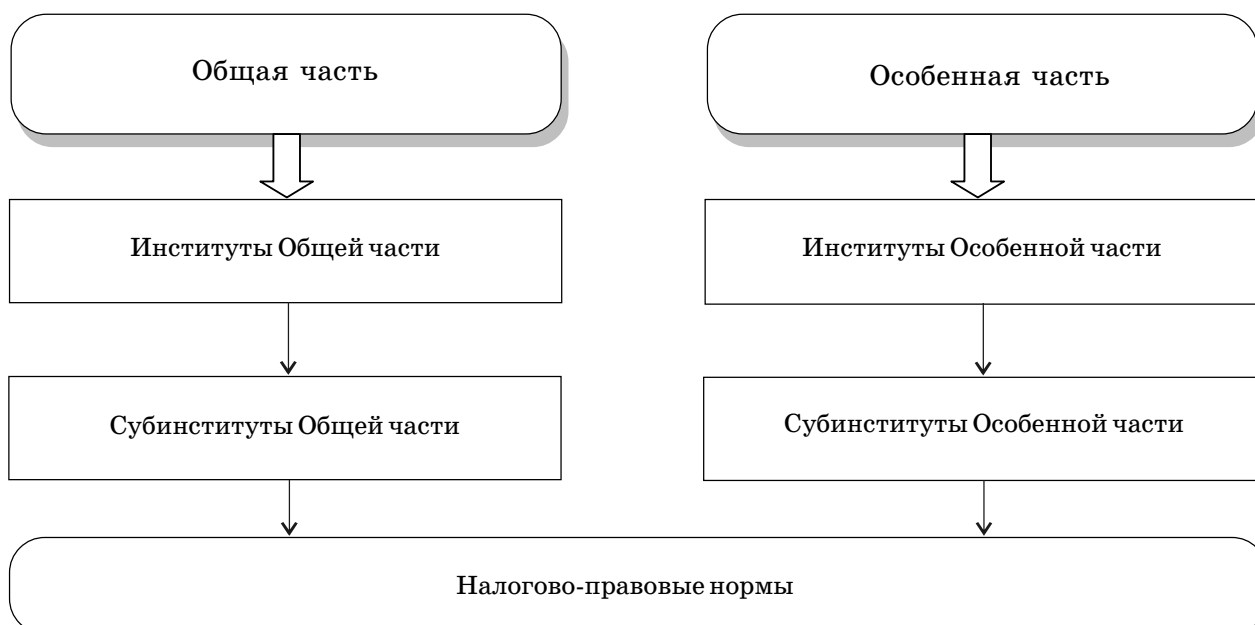 Общая часть
Особенная часть
Институты Общей части
Институты Особенной части
Субинституты Общей части
Субинституты Особенной части
Налогово-правовые нормы